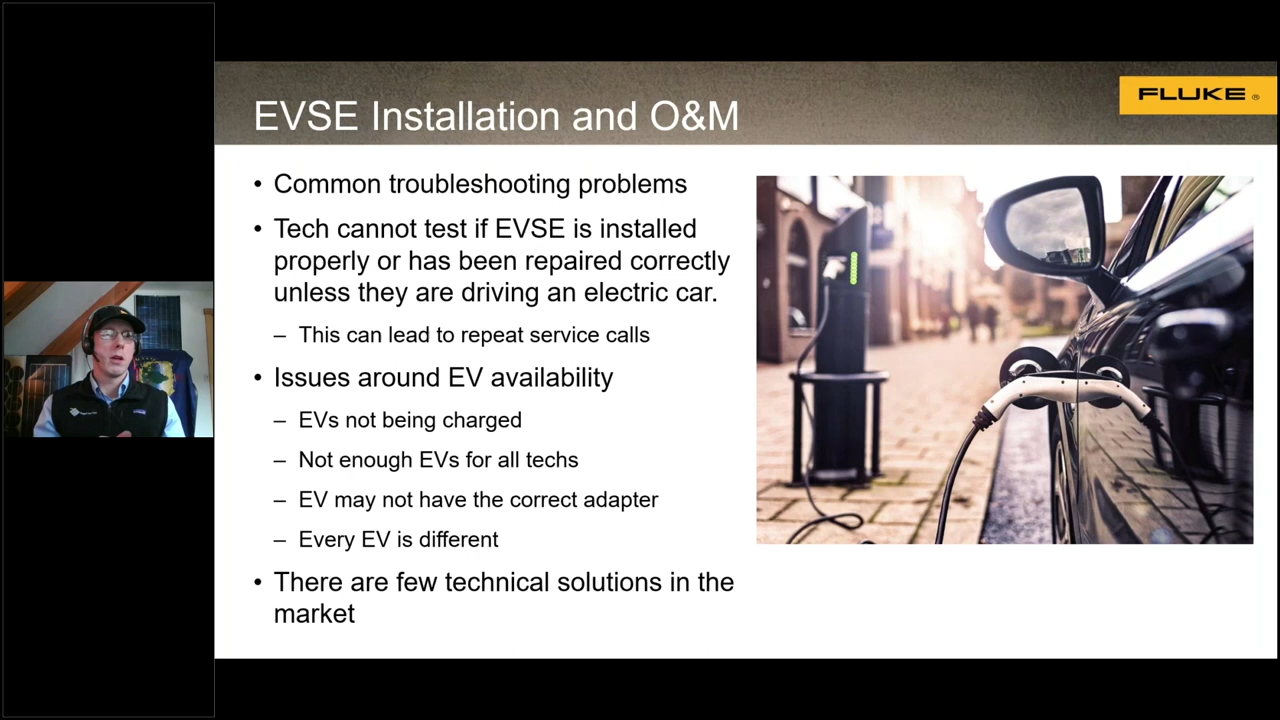 EVSE Installation and O&M
FLUKE ®
• Common troubleshooting problems
• Tech cannot test if EVSE is installed
properly or has been repaired correctly
unless they are driving an electric car.
– This can lead to repeat service calls
• Issues around EV availability
– EVs not being charged
– Not enough EVs for all techs
– EV may not have the correct adapter
– Every EV is different
• There are few technical solutions in the
market